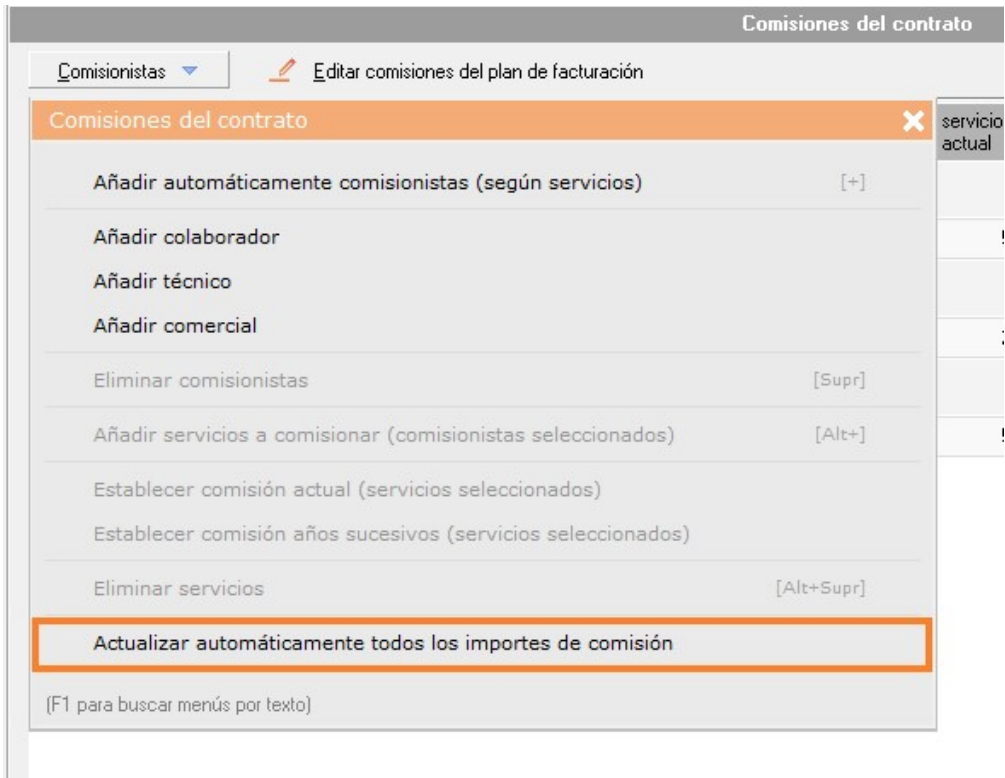 Comisiones del contrato
Comisionistas
Editar comisiones del plan de facturación
Comisiones del contrato
servicio
actual
Añadir automáticamente comisionistas (según servicios) [+]
Añadir colaborador
Añadir técnico
Añadir comercial
Eliminar comisionistas [Supr]
Añadir servicios a comisionar (comisionistas seleccionados) [Alt+]
Establecer comisión actual (servicios seleccionados)
Establecer comisión años sucesivos (servicios seleccionados)
Eliminar servicios [Alt+Supr]
Actualizar automáticamente todos los importes de comisión
(F1 para buscar menús por texto)